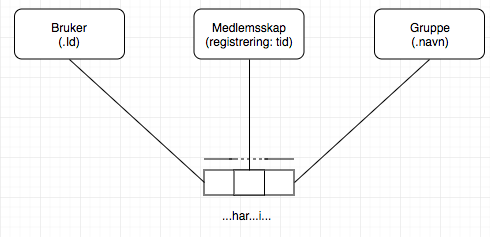 Bruker
(.Id)
Medlemsskap
(registrering: tid)
Gruppe
(.navn)
...har...i...